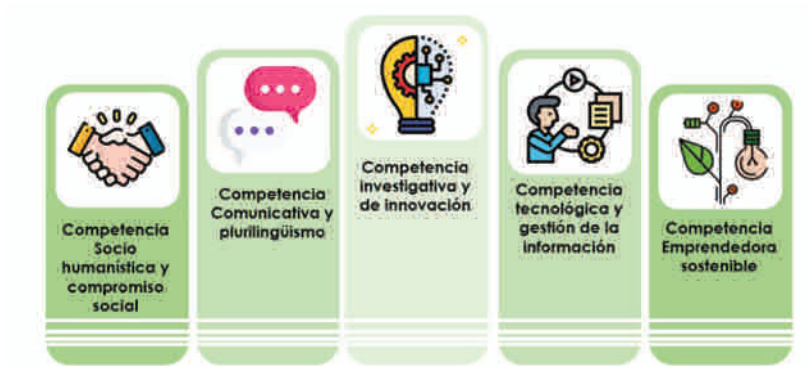 Competencia
Socio
humanística y
compromiso
social
Competencia
Comunicativa y
plurilingüismo
Competencia
investigativa y
de innovación
Competencia
tecnológica y
gestión de la
información
Competencia
Emprendedora
sostenible